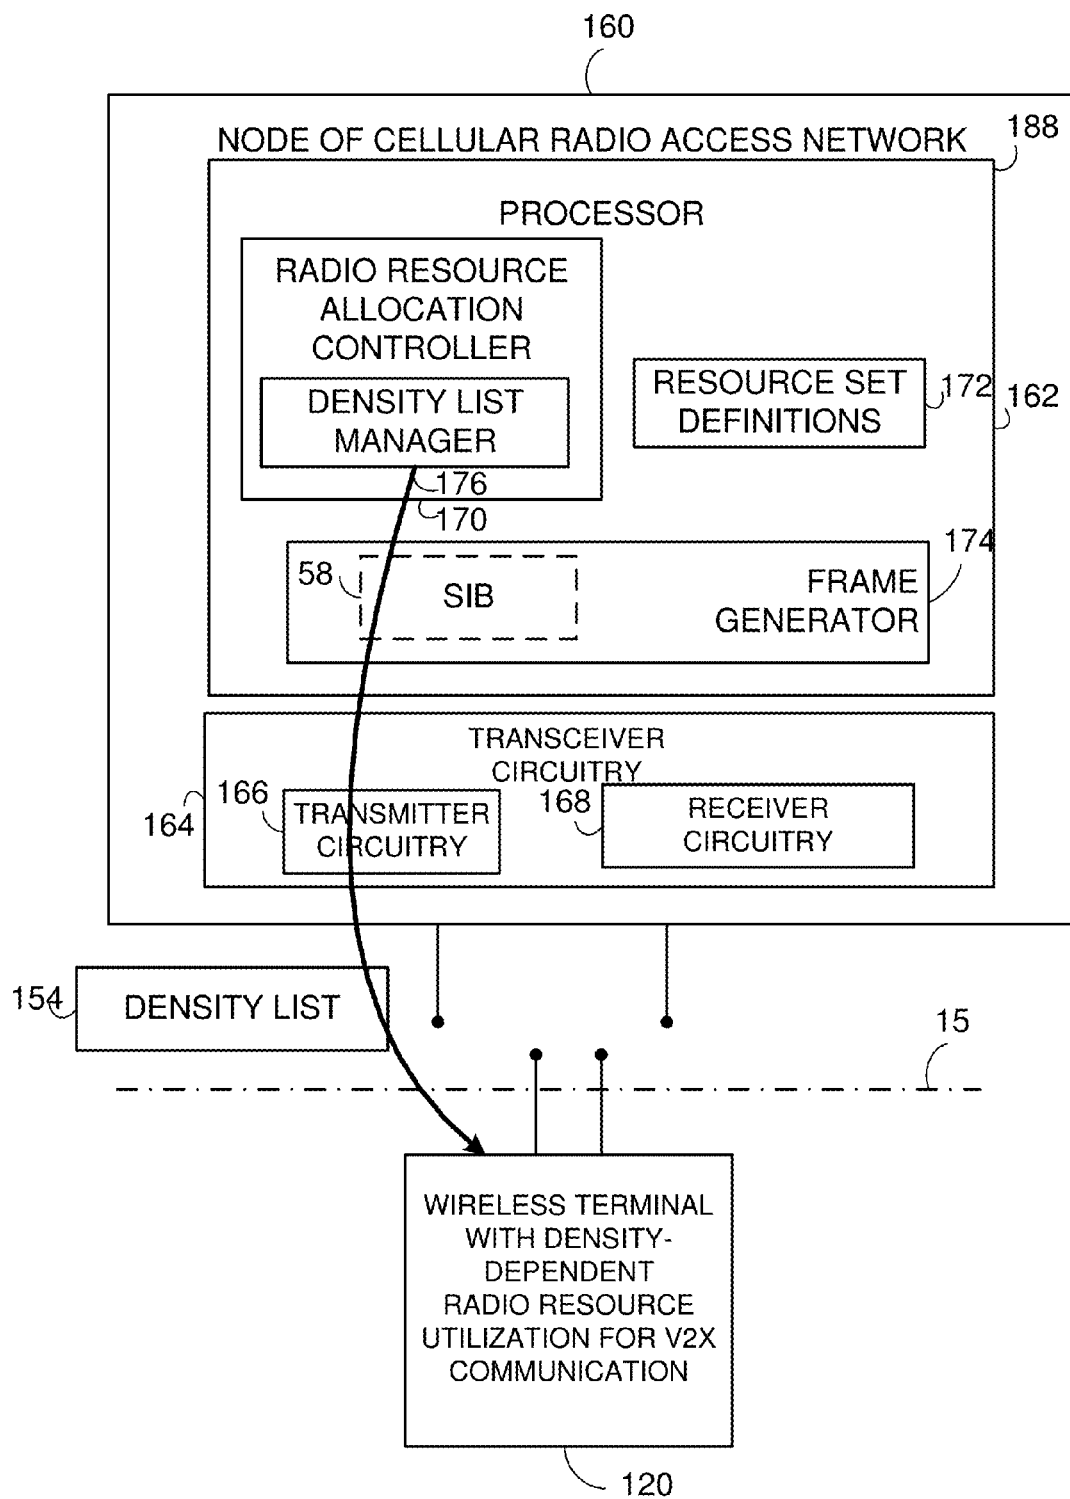 160
NODE OF CELLULAR RADIO ACCESS NETWORK
188
PROCESSOR
RADIO RESOURCE
ALLOCATION
CONTROLLER
DENSITY LIST
MANAGER
RESOURCE SET
DEFINITIONS
172
162
176
170
174
58
SIB
FRAME
GENERATOR
TRANSCEIVER
CIRCUITRY
166
168
164
TRANSMITTER
CIRCUITRY
RECEIVER
CIRCUITRY
154
DENSITY LIST
15
WIRELESS TERMINAL
WITH DENSITY-
DEPENDENT
RADIO RESOURCE
UTILIZATION FOR V2X
COMMUNICATION
120